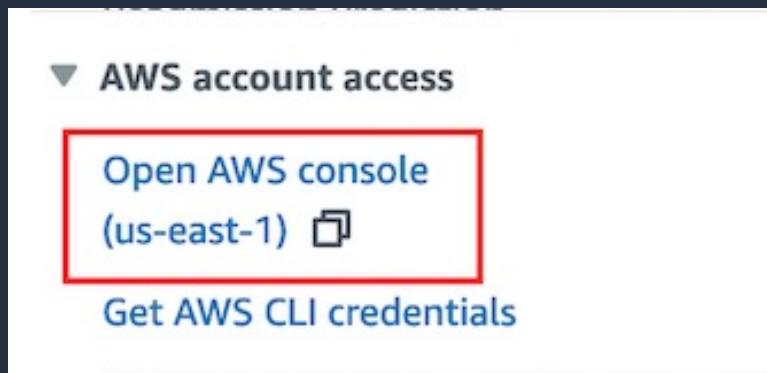 AWS account access
Open AWS console
(us-east-1)
Get AWS CLI credentials